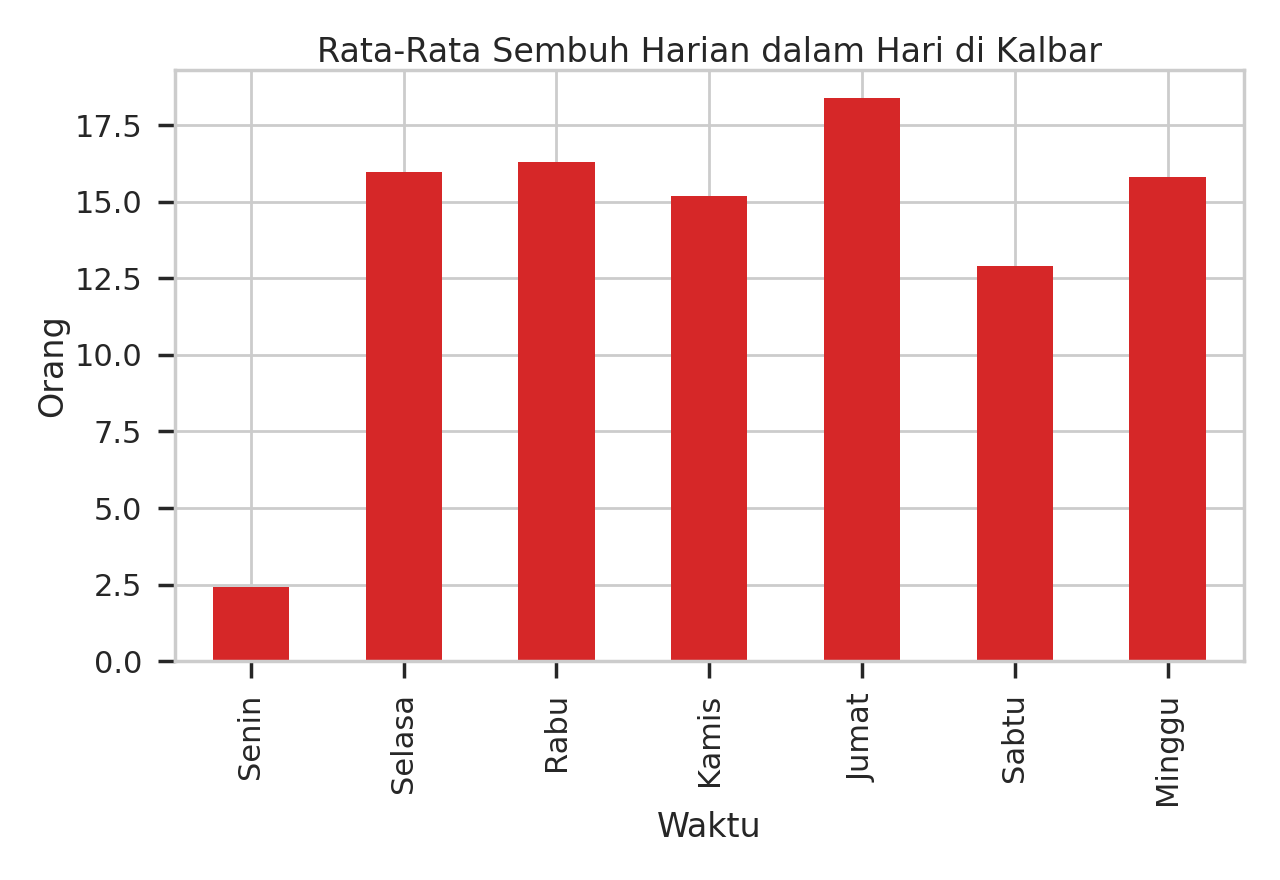 Rata-Rata Sembuh Harian dalam Hari di Kalbar
17.5
15.0
12.5
10.0
7.5
5.0
2.5
0.0
Orang
Senin
Selasa
Rabu
Kamis
Jumat
Sabtu
Minggu
Waktu